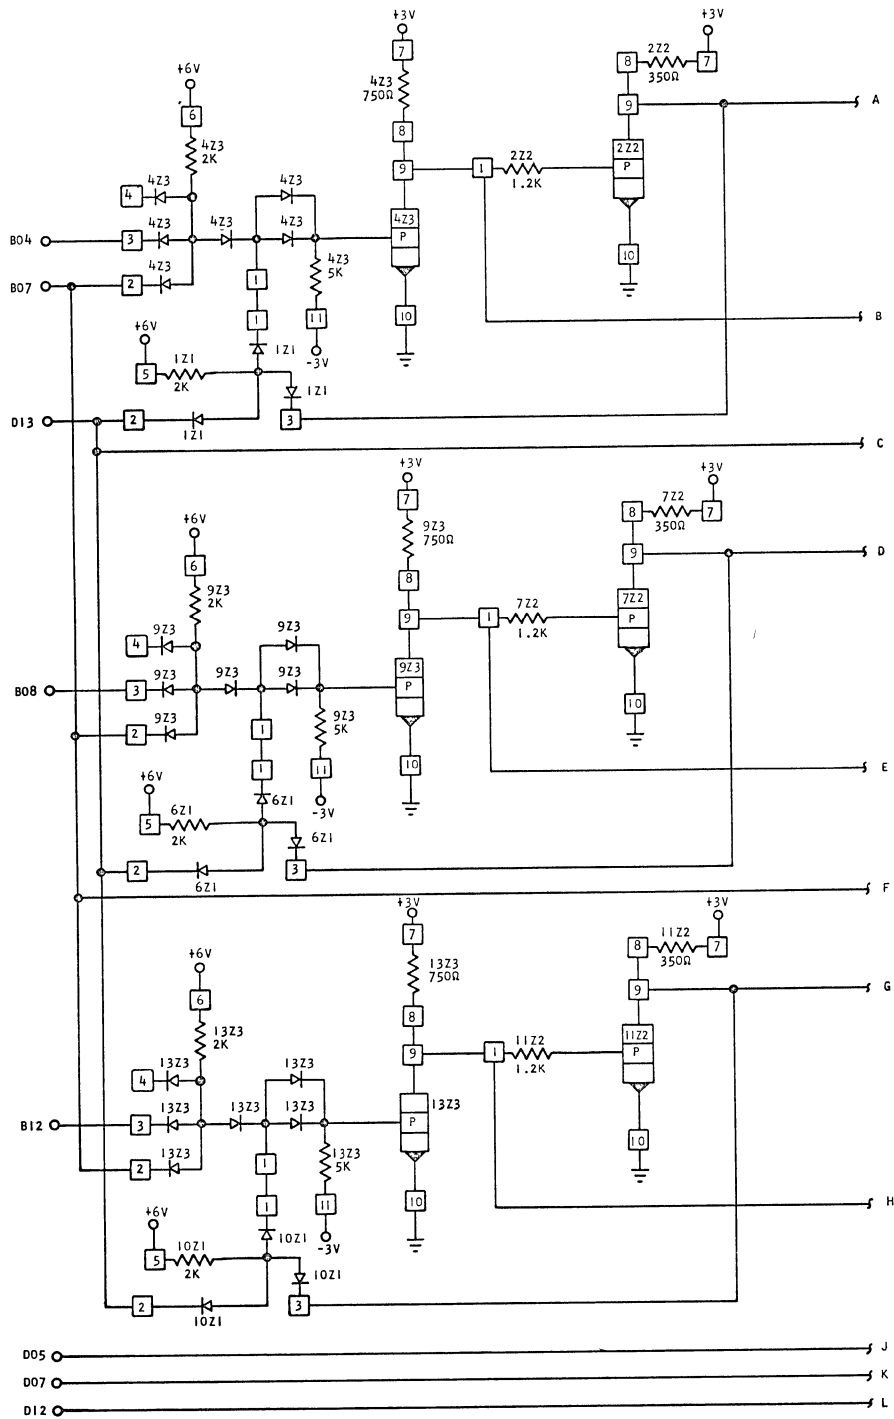 +3V
7
4Z3
750Ω
8
9
+3V
8
2Z2
350Ω
7
9
A
+6V
6
4Z3
2K
4
4Z3
B04
3
4Z3
4Z3
4Z3
4Z3
4Z3
P
1
2Z2
1.2K
2Z2
P
B07
2
4Z3
1
1
4Z3
5K
11
-3V
10
10
B
+6V
5
1Z1
2K
1Z1
1Z1
D13
2
1Z1
3
C
+3V
7
9Z3
750Ω
8
9
+3V
8
7Z2
350Ω
7
9
D
+6V
6
9Z3
2K
4
9Z3
B08
3
9Z3
9Z3
9Z3
9Z3
9Z3
P
1
7Z2
1.2K
7Z2
P
2
9Z3
1
1
9Z3
5K
11
-3V
10
10
E
+6V
5
6Z1
2K
6Z1
6Z1
2
6Z1
3
F
+3V
7
13Z3
750Ω
8
9
+3V
8
11Z2
350Ω
7
9
G
+6V
6
13Z3
2K
4
13Z3
B12
3
13Z3
13Z3
13Z3
13Z3
13Z3
P
1
11Z2
1.2K
11Z2
P
2
13Z3
1
1
13Z3
5K
11
-3V
10
10
H
+6V
5
10Z1
2K
10Z1
10Z1
2
10Z1
3
D05
J
D07
K
D12
L